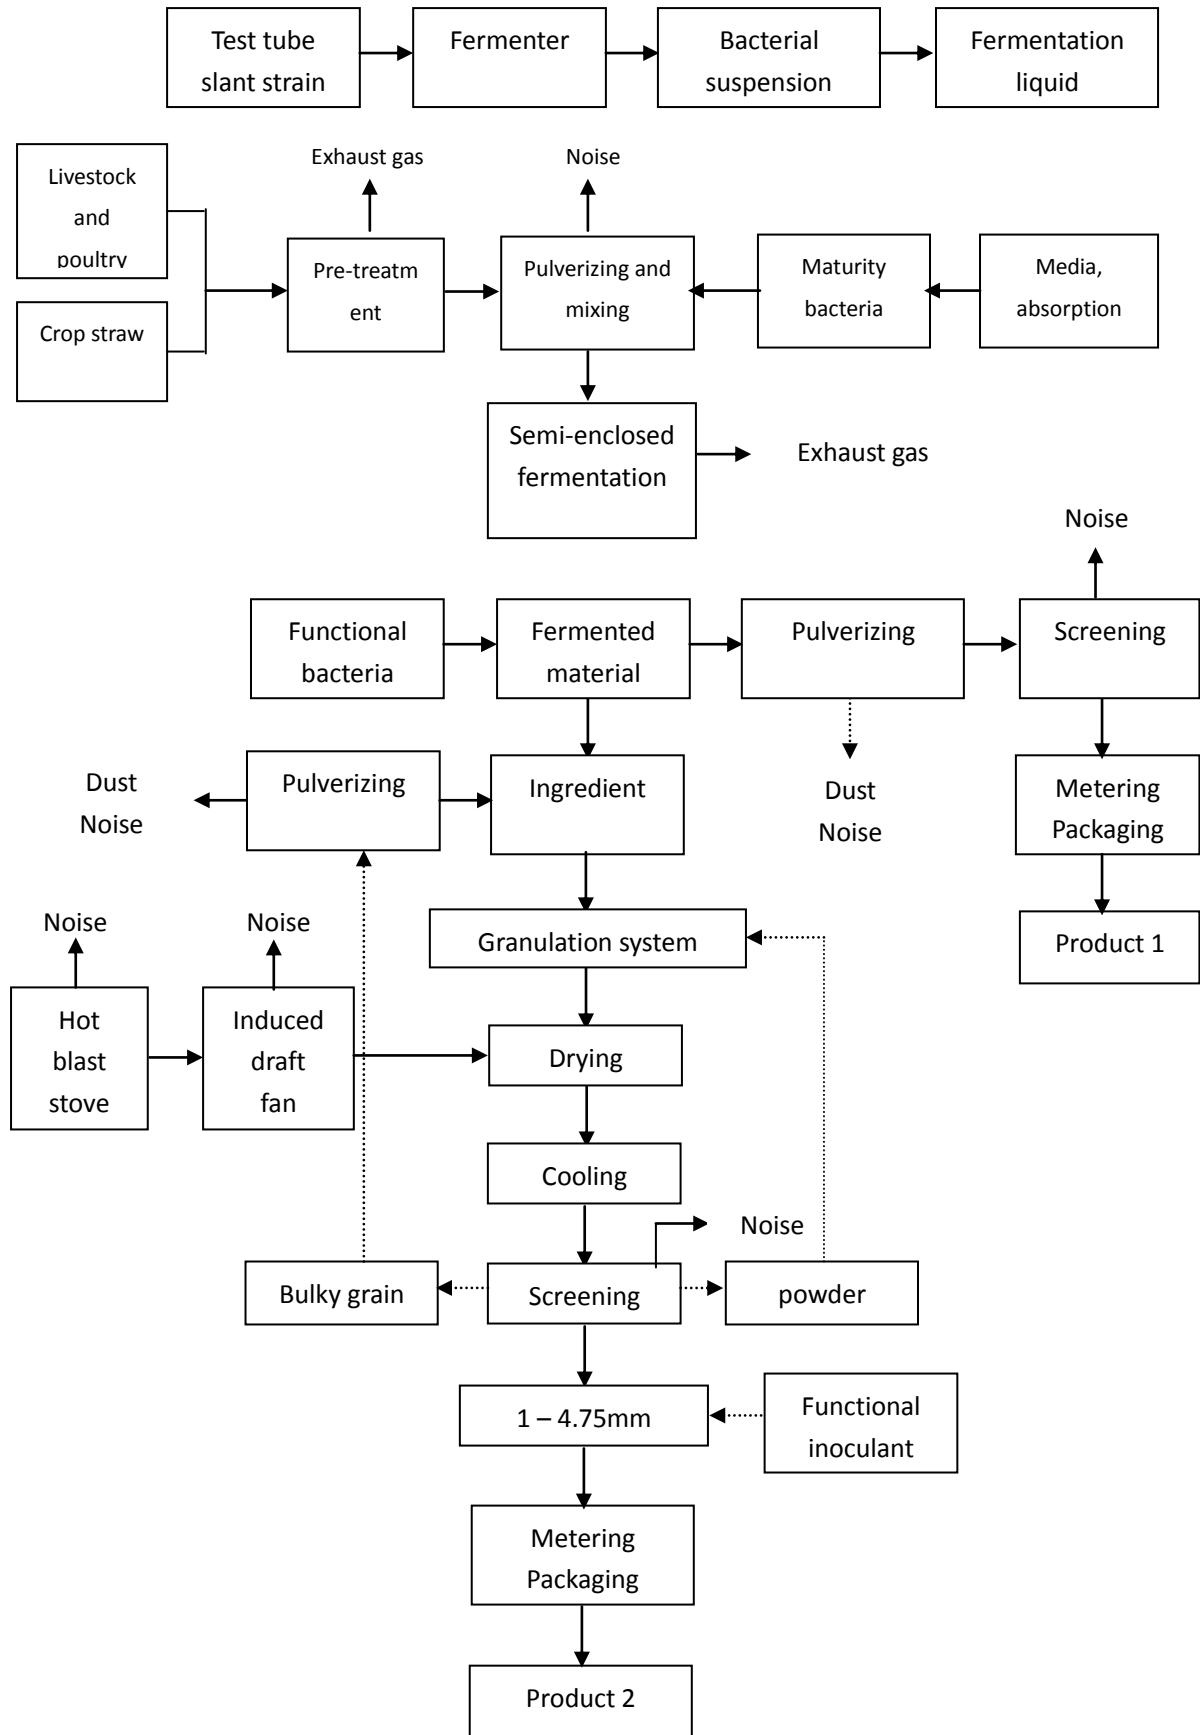 Test tube
slant strain
Fermenter
Bacterial
suspension
Fermentation
liquid
Exhaust gas
Noise
Livestock
and
poultry
Crop straw
Pre-treatm
ent
Pulverizing and
mixing
Maturity
bacteria
Media,
absorption
Semi-enclosed
fermentation
Exhaust gas
Noise
Functional
bacteria
Fermented
material
Pulverizing
Screening
Dust
Noise
Pulverizing
Ingredient
Dust
Noise
Metering
Packaging
Noise
Noise
Granulation system
Product 1
Hot
blast
stove
Induced
draft
fan
Drying
Cooling
Noise
Bulky grain
Screening
powder
1 – 4.75mm
Functional
inoculant
Metering
Packaging
Product 2